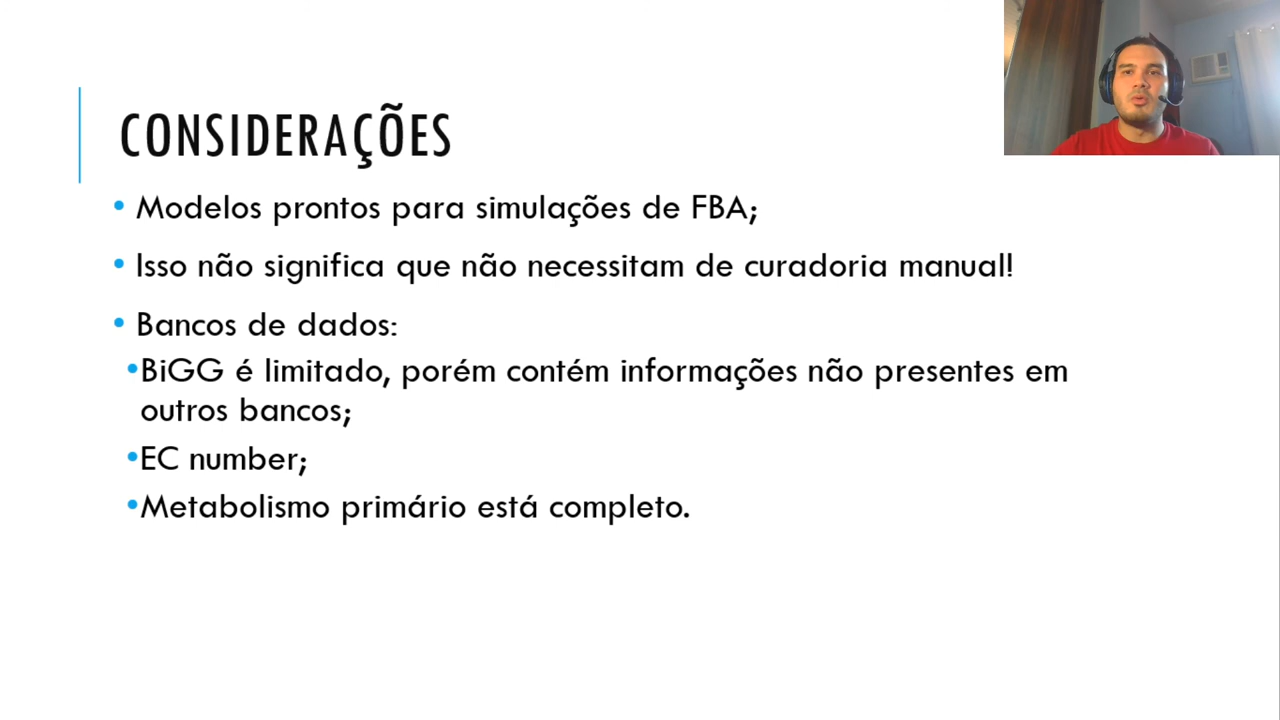 CONSIDERAÇÕES
• Modelos prontos para simulações de FBA;
• Isso não significa que não necessitam de curadoria manual!
• Bancos de dados:
•BiGG é limitado, porém contém informações não presentes em
outros bancos;
•EC number;
•Metabolismo primário está completo.